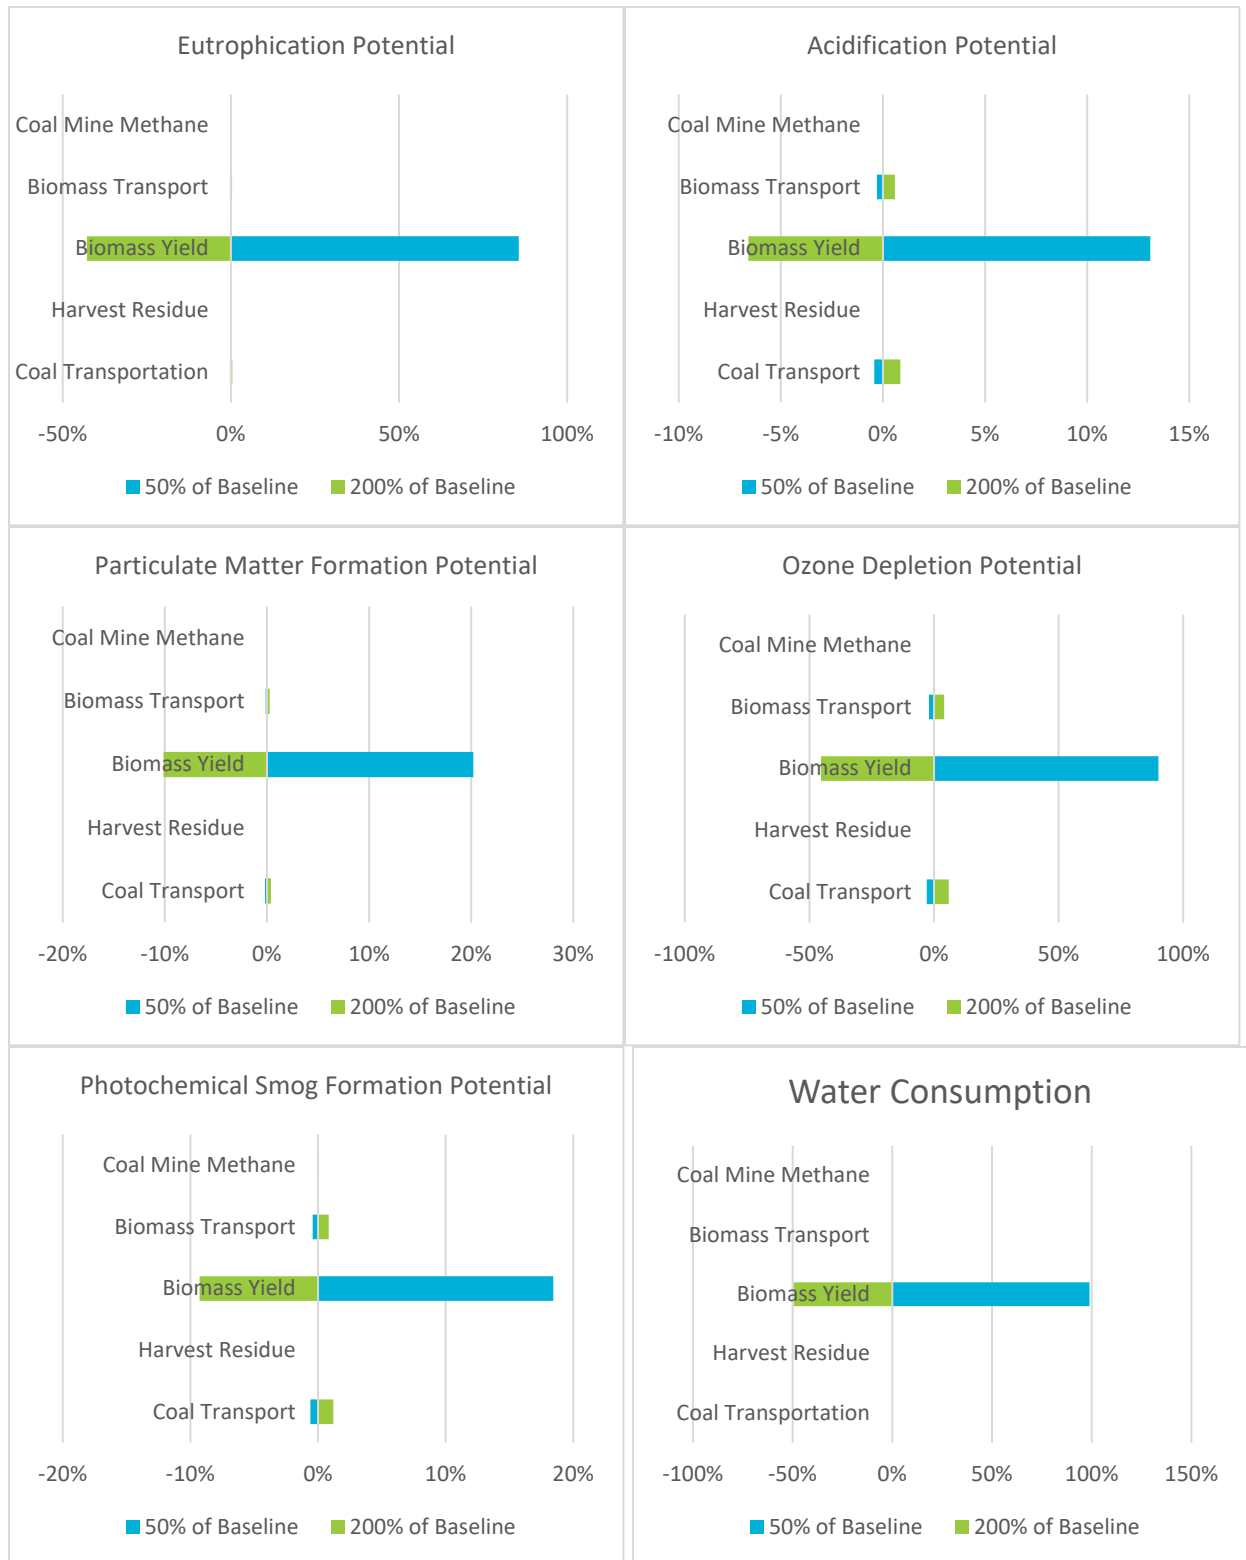 Eutrophication Potential
Coal Mine Methane
Biomass Transport
Biomass Yield
Harvest Residue
Coal Transportation
-50% 0% 50% 100%
50% of Baseline 200% of Baseline
Acidification Potential
Coal Mine Methane
Biomass Transport
Biomass Yield
Harvest Residue
Coal Transport
-10% -5% 0% 5% 10% 15%
50% of Baseline 200% of Baseline
Particulate Matter Formation Potential
Coal Mine Methane
Biomass Transport
Biomass Yield
Harvest Residue
Coal Transport
-20% -10% 0% 10% 20% 30%
50% of Baseline 200% of Baseline
Ozone Depletion Potential
Coal Mine Methane
Biomass Transport
Biomass Yield
Harvest Residue
Coal Transport
-100% -50% 0% 50% 100%
50% of Baseline 200% of Baseline
Photochemical Smog Formation Potential
Coal Mine Methane
Biomass Transport
Biomass Yield
Harvest Residue
Coal Transport
-20% -10% 0% 10% 20%
50% of Baseline 200% of Baseline
Water Consumption
Coal Mine Methane
Biomass Transport
Biomass Yield
Harvest Residue
Coal Transportation
-100% -50% 0% 50% 100% 150%
50% of Baseline 200% of Baseline